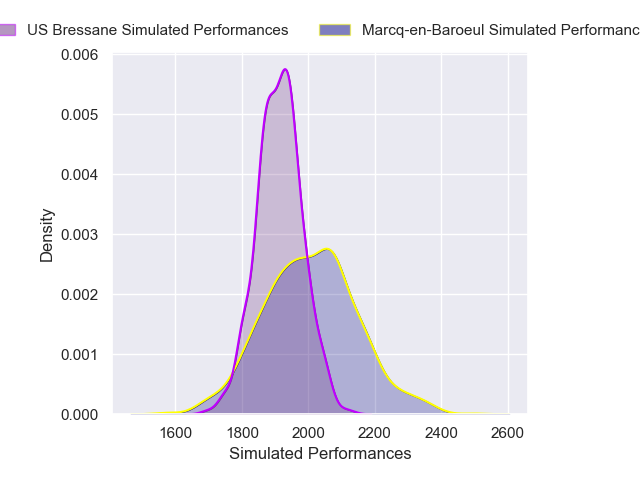 US Bressane Simulated Performances Marcq-en-Baroeul Simulated Performanc
0.006
0.005
0.004
0.003
0.002
0.001
0.000
Density
1600 1800 2000 2200 2400 2600
Simulated Performances